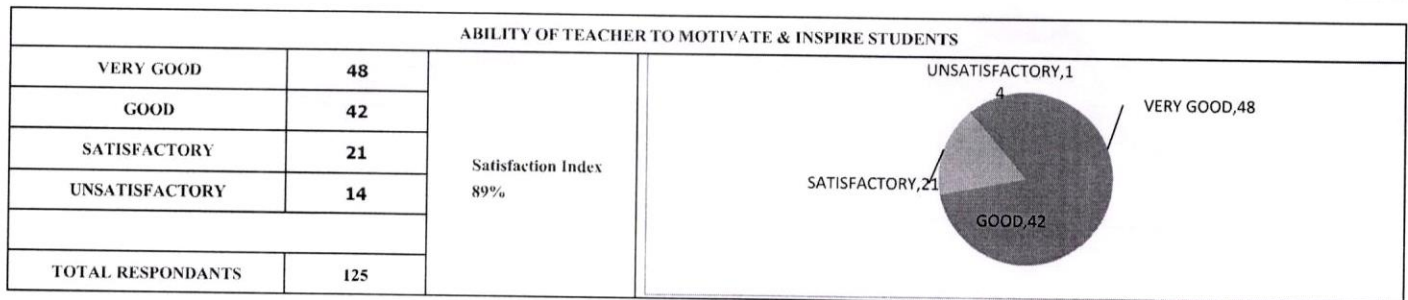 ABILITY OF TEACHER TO MOTIVATE & INSPIRE STUDENTS
VERY GOOD 48
GOOD 42
SATISFACTORY 21
UNSATISFACTORY 14
TOTAL RESPONDANTS 125
Satisfaction Index
89%
UNSATISFACTORY,1
4
VERY GOOD,48
SATISFACTORY,21
GOOD,42